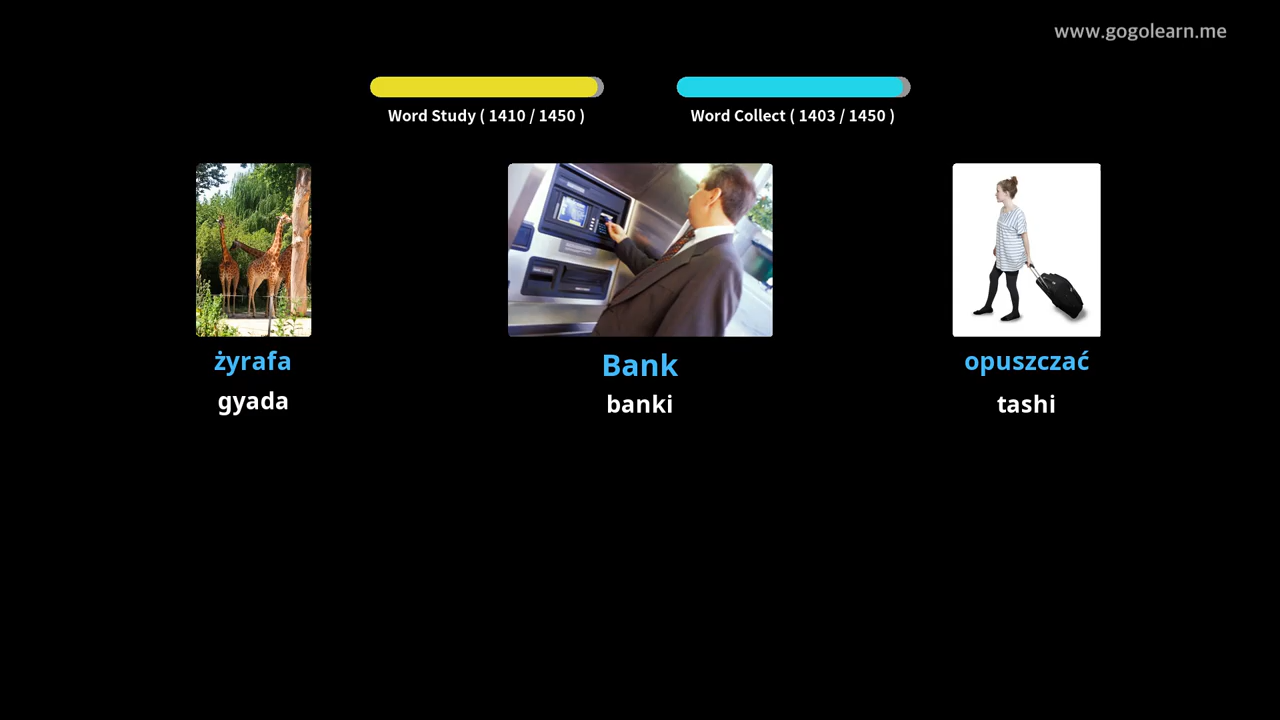 www.gogolearn.me
Word Study ( 1410 / 1450 )
Word Collect ( 1403 / 1450 )
żyrafa
gyada
Bank
banki
opuszczać
tashi